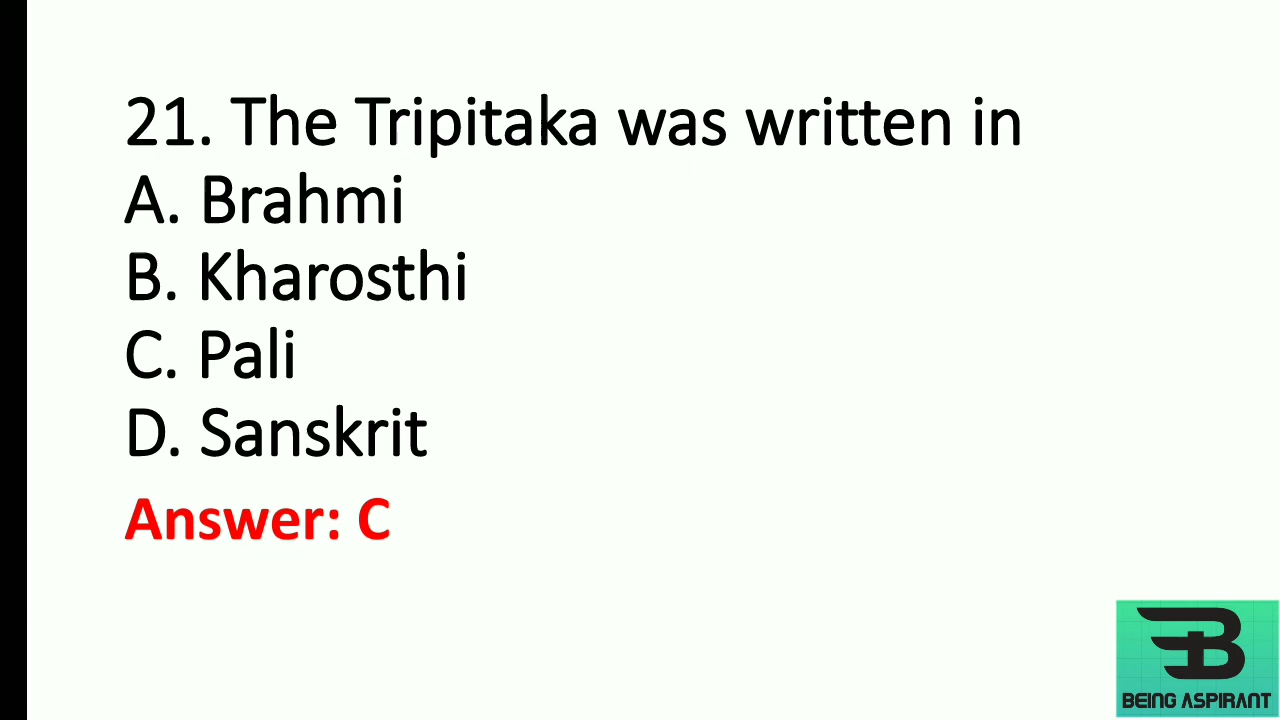 21. The Tripitaka was written in
A. Brahmi
B. Kharosthi
C. Pali
D. Sanskrit
Answer: C
BEING ASPIRANT